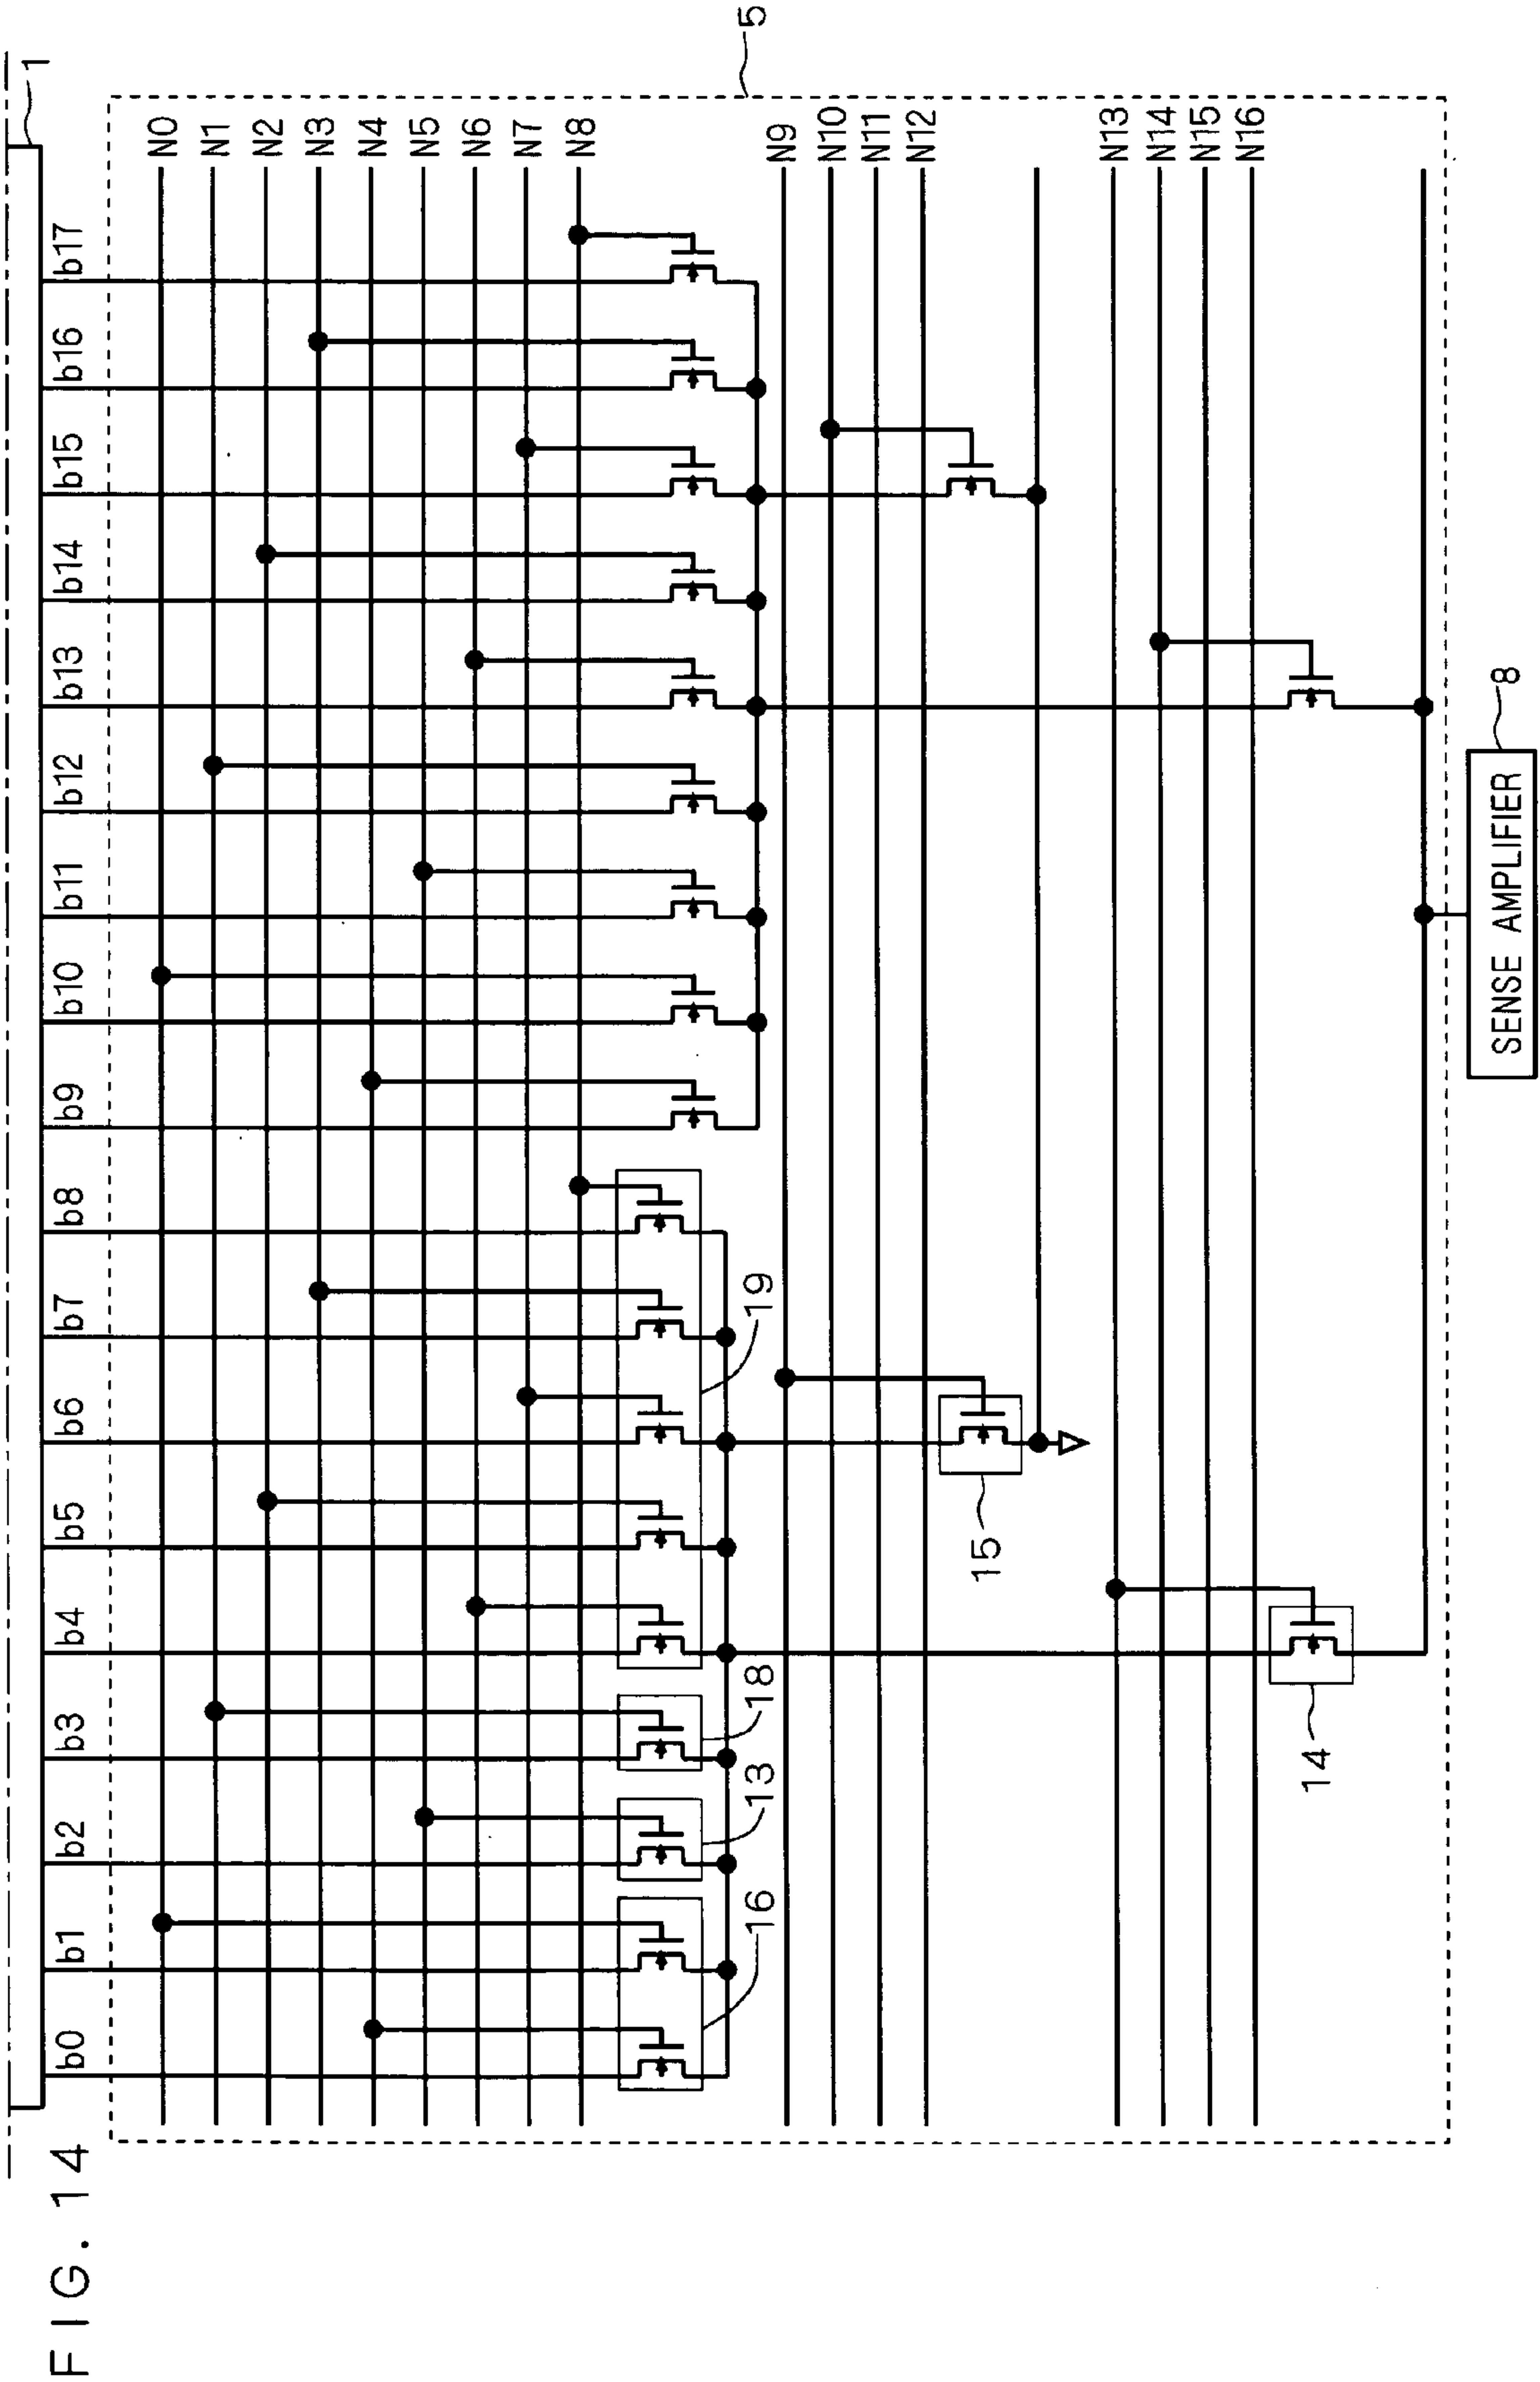 FIG. 14
1
b0 b1 b2 b3 b4 b5 b6 b7 b8 b9 b10 b11 b12 b13 b14 b15 b16 b17
N0
N1
N2
N3
N4
N5
N6
N7
N8
16 13 18 19
N9
N10
N11
N12
15
5
N13
N14
N15
N16
14
SENSE AMPLIFIER
8